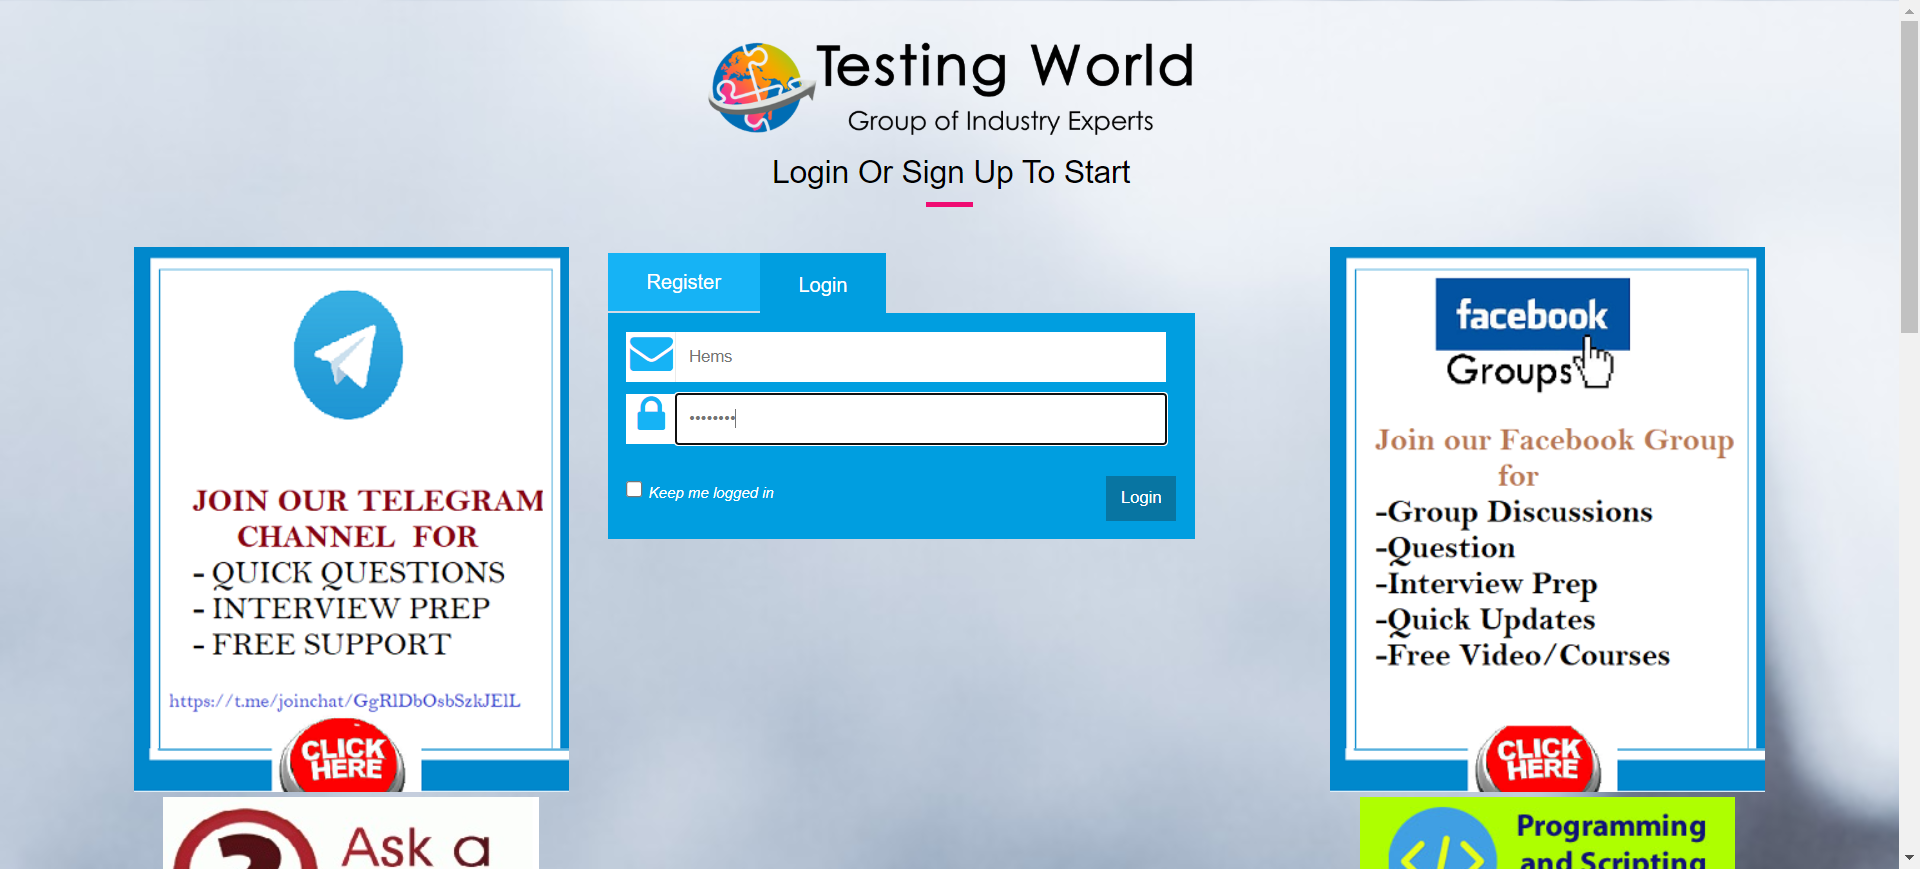 Testing World
Group of Industry Experts
Login Or Sign Up To Start
JOIN OUR TELEGRAM
CHANNEL FOR
- QUICK QUESTIONS
- INTERVIEW PREP
- FREE SUPPORT
https://t.me/joinchat/GgRlDbOsbSzkJElL
CLICK
HERE
Ask a
Register
Login
Hems
••••••••
Keep me logged in
Login
facebook
Groups
Join our Facebook Group
for
-Group Discussions
-Question
-Interview Prep
-Quick Updates
-Free Video/Courses
CLICK
HERE
Programming
and Scripting